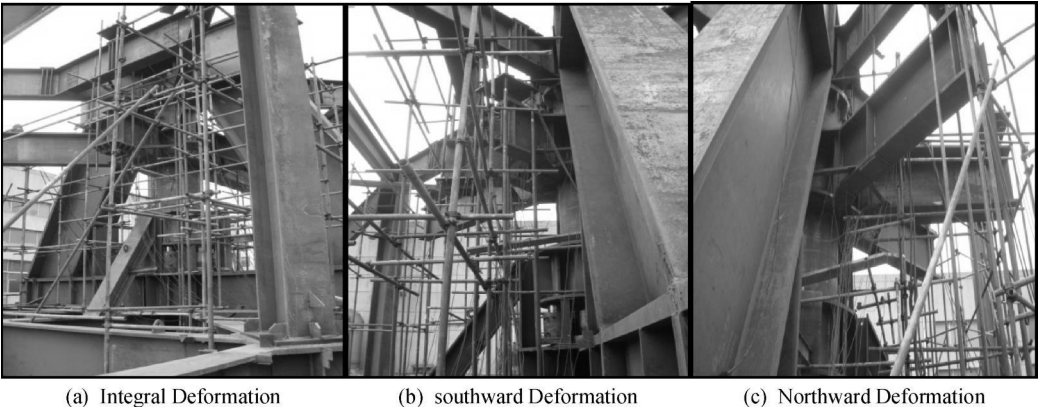 (a) Integral Deformation
(b) southward Deformation
(c) Northward Deformation